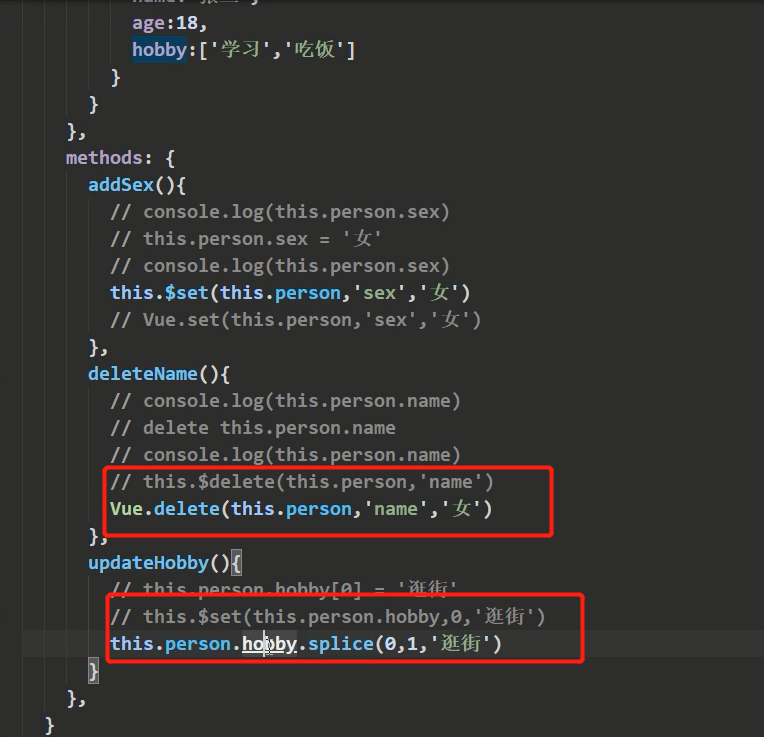 age:18,
hobby:['学习','吃饭']
}
}
},
methods: {
addSex(){
// console.log(this.person.sex)
// this.person.sex = '女'
// console.log(this.person.sex)
this.$set(this.person,'sex','女')
// Vue.set(this.person,'sex','女')
},
deleteName(){
// console.log(this.person.name)
// delete this.person.name
// console.log(this.person.name)
// this.$delete(this.person,'name')
Vue.delete(this.person,'name','女')
},
updateHobby(){
// this.person.hobby[0] = '逛街'
// this.$set(this.person.hobby,0,'逛街')
this.person.hobby.splice(0,1,'逛街')
}
},
}